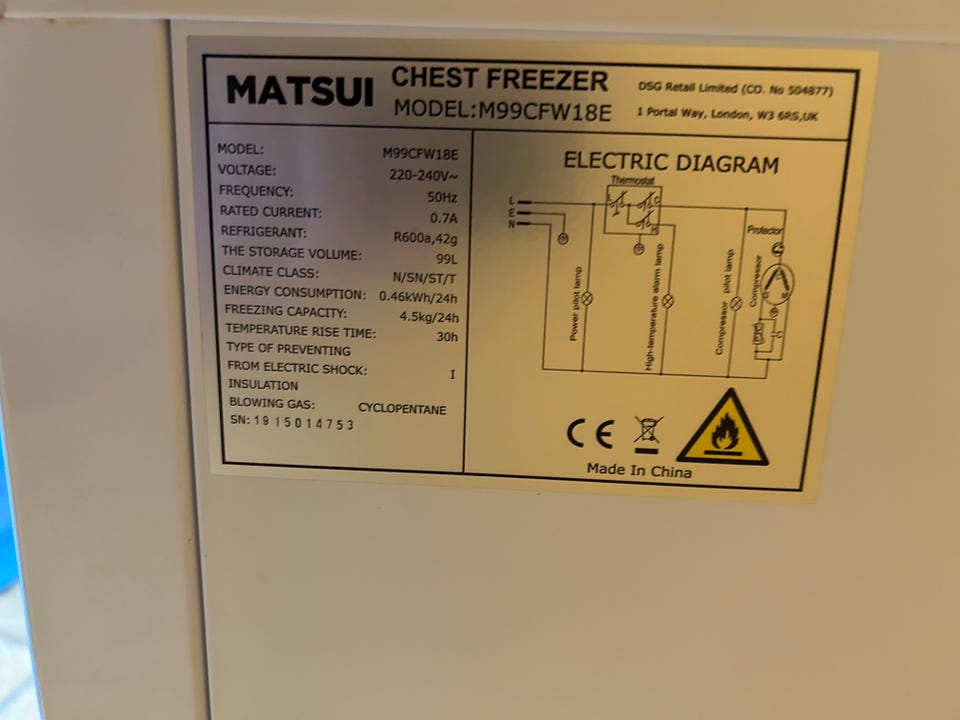 MATSUI
CHEST FREEZER
MODEL:M99CFW18E
DSG Retail Limited (CO. No 504877)
1 Portal Way, London, W3 6RS,UK
MODEL: M99CFW18E
VOLTAGE: 220-240V~
FREQUENCY: 50Hz
RATED CURRENT: 0.7A
REFRIGERANT: R600a,42g
THE STORAGE VOLUME: 99L
CLIMATE CLASS: N/SN/ST/T
ENERGY CONSUMPTION: 0.46kWh/24h
FREEZING CAPACITY: 4.5kg/24h
TEMPERATURE RISE TIME: 30h
TYPE OF PREVENTING
FROM ELECTRIC SHOCK: I
INSULATION
BLOWING GAS: CYCLOPENTANE
SN: 1915014753
ELECTRIC DIAGRAM
Thermostat
L
E
N
C
H
Protector
Power pilot lamp
High-temperature alarm lamp
Compressor pilot lamp
Compressor
PTC
C
CE
Made In China